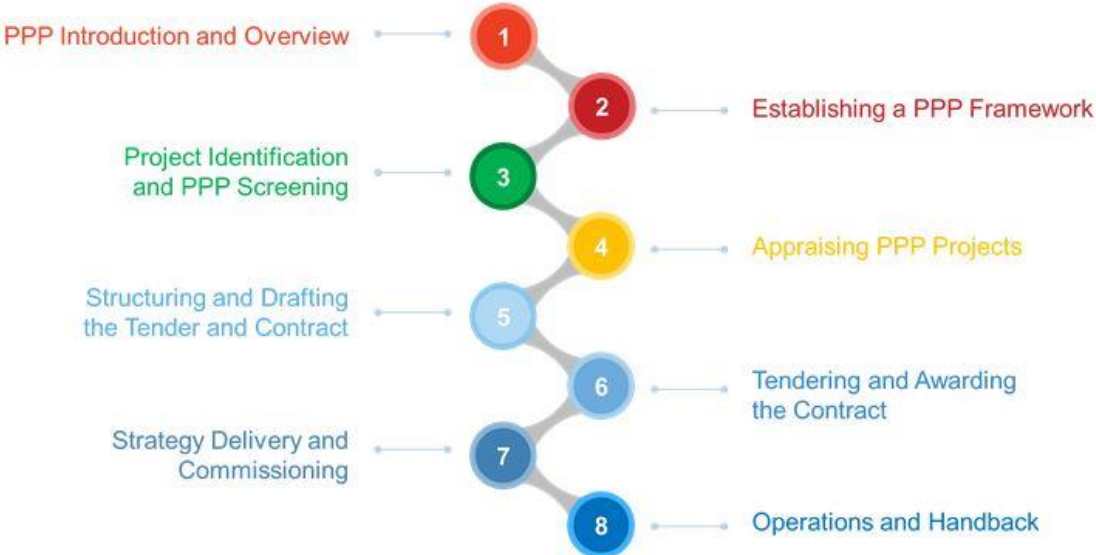 PPP Introduction and Overview
1
2
Establishing a PPP Framework
Project Identification
and PPP Screening
3
4
Appraising PPP Projects
Structuring and Drafting
the Tender and Contract
5
6
Tendering and Awarding
the Contract
Strategy Delivery and
Commissioning
7
8
Operations and Handback